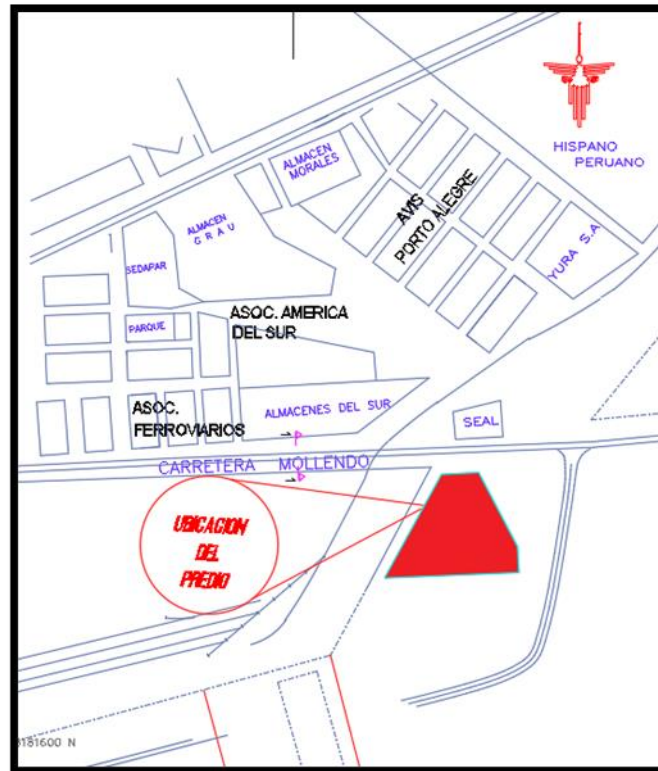 HISPANO
PERUANO
ALMACEN
MORALES
AVIS
PORTO ALEGRE
ALMACEN
GRAU
YURA S.A
SEDAPAR
PARQUE
ASOC. AMERICA
DEL SUR
ASOC.
FERROVIARIOS
ALMACENES DEL SUR
SEAL
CARRETERA MOLLENDO
UBICACION
DEL
PREDIO
8181600 N